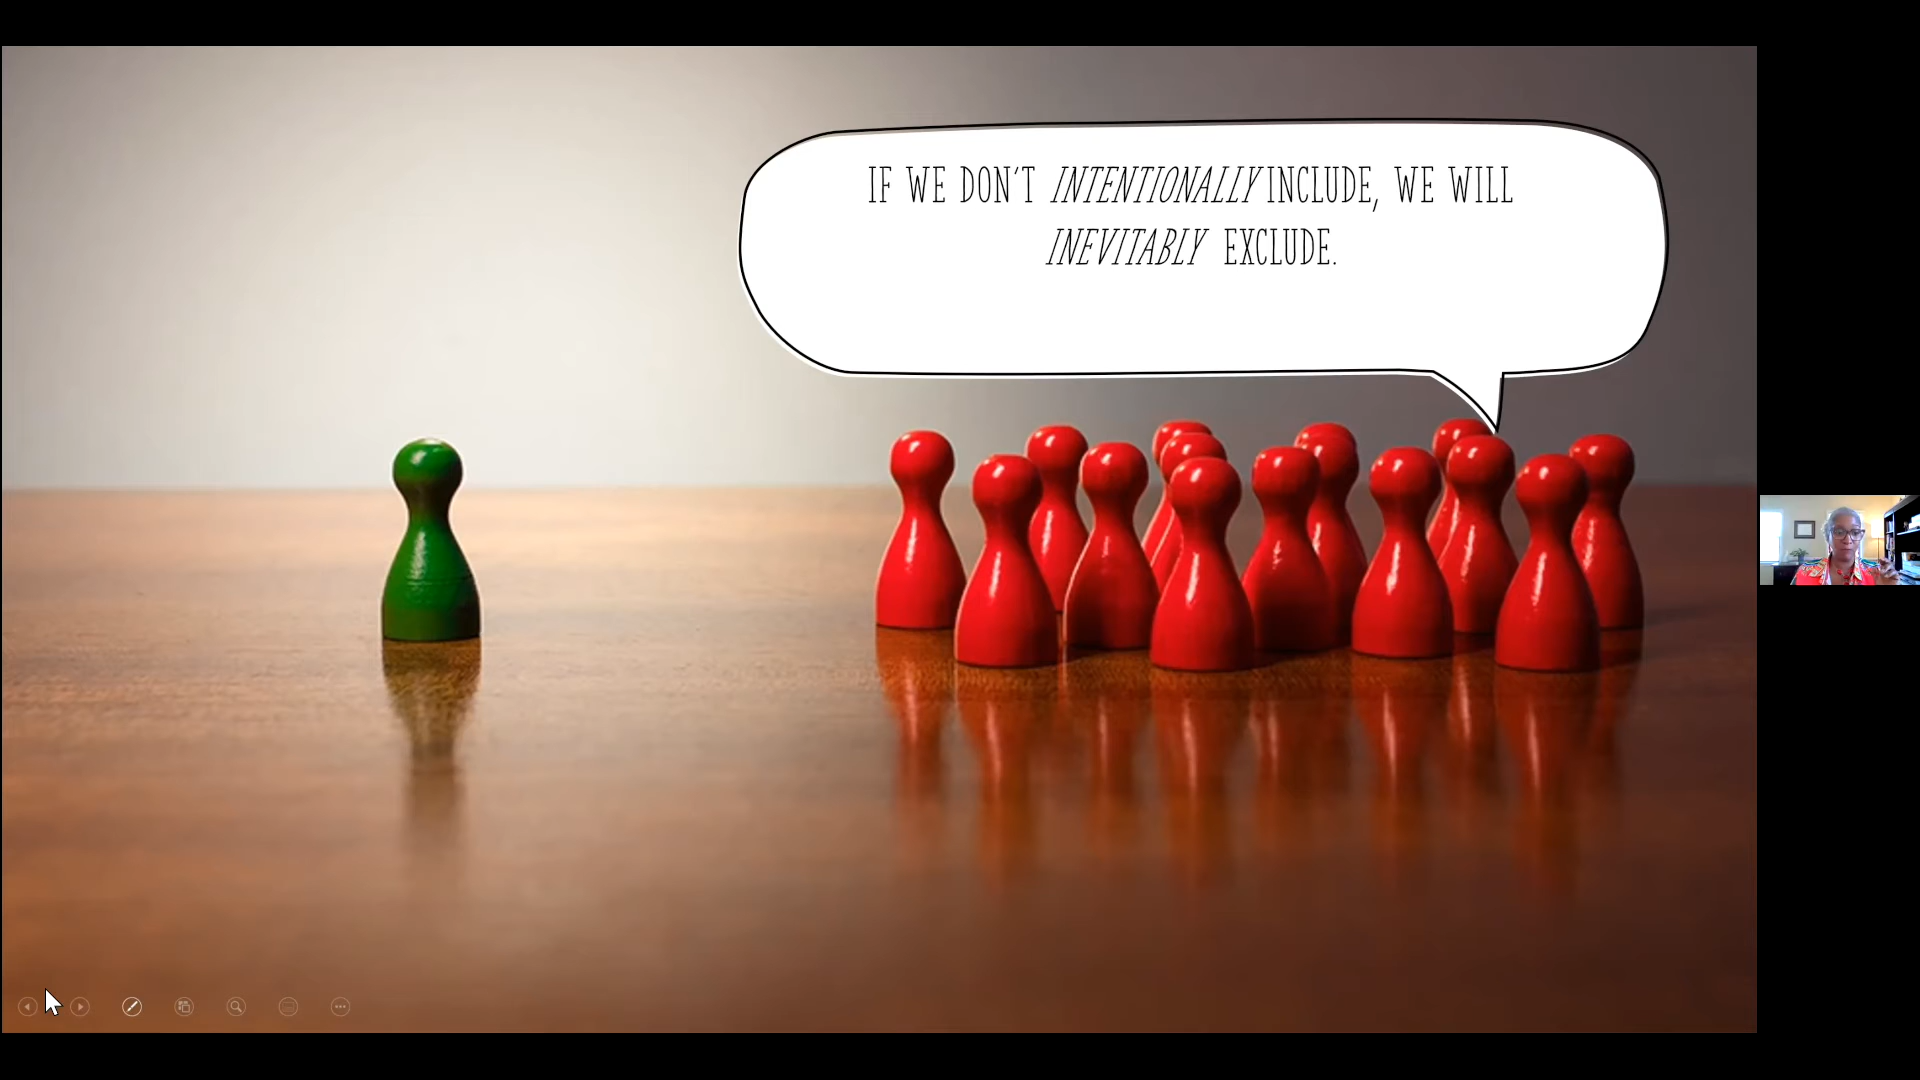 IF WE DON'T INTENTIONALLY INCLUDE, WE WILL
INEVITABLY EXCLUDE.